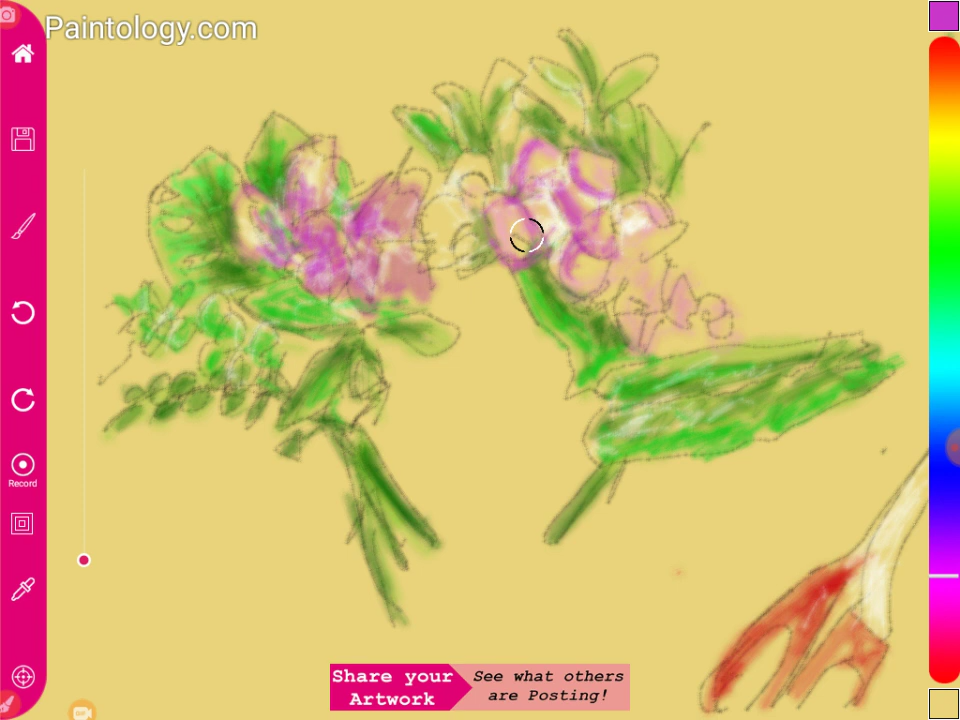 Paintology.com
Record
Share your
Artwork
See what others
are Posting!